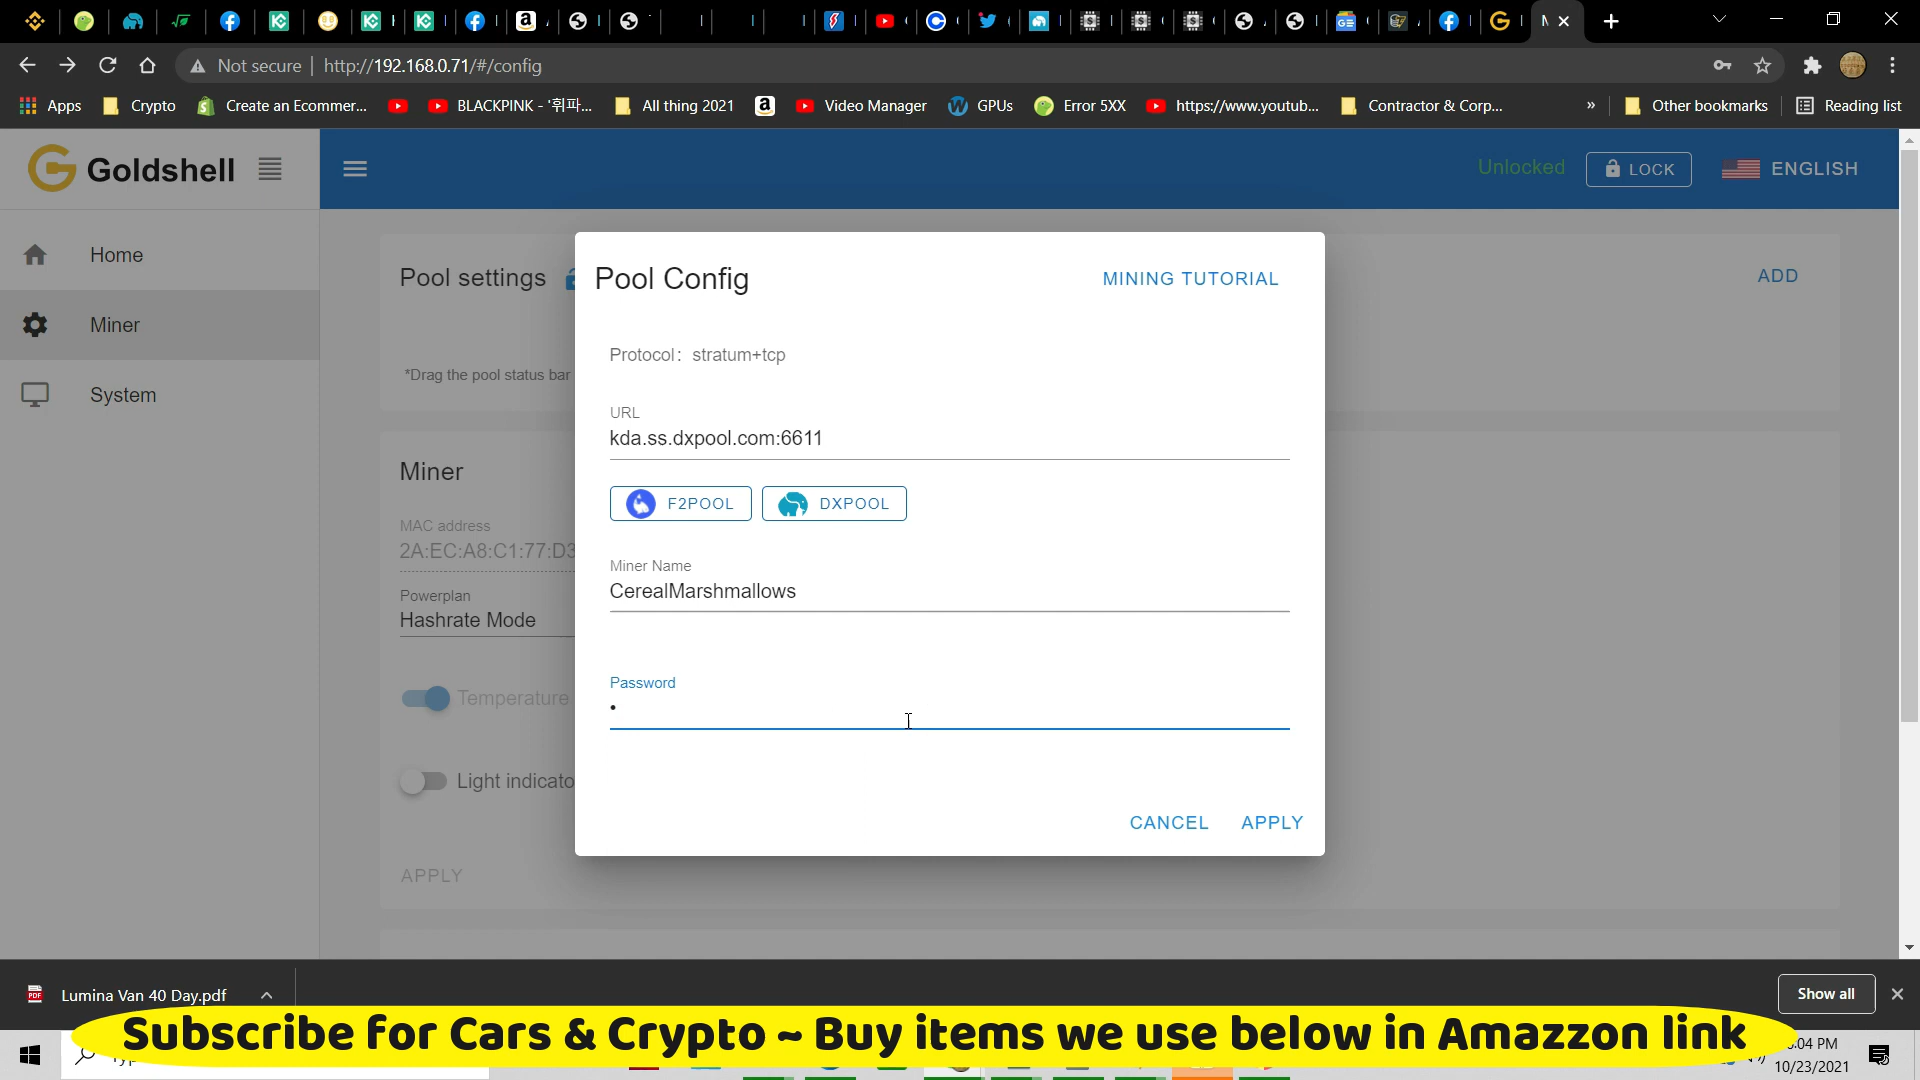 Not secure
http://192.168.0.71/#/config
Apps
Crypto
Create an Ecommer...
BLACKPINK - '휘파...
All thing 2021
Video Manager
GPUs
Error 5XX
https://www.youtub...
Contractor & Corp...
»
Other bookmarks
Reading list
Goldshell
Unlocked
LOCK
ENGLISH
Home
Miner
System
Pool settings
ADD
*Drag the pool status bar
Miner
MAC address
2A:EC:A8:C1:77:D3
Powerplan
Hashrate Mode
Temperature
Light indicato
APPLY
Pool Config
MINING TUTORIAL
Protocol: stratum+tcp
URL
kda.ss.dxpool.com:6611
F2POOL
DXPOOL
Miner Name
CerealMarshmallows
Password
•
CANCEL
APPLY
Lumina Van 40 Day.pdf
Show all
Subscribe for Cars & Crypto ~ Buy items we use below in Amazzon link
:04 PM
10/23/2021